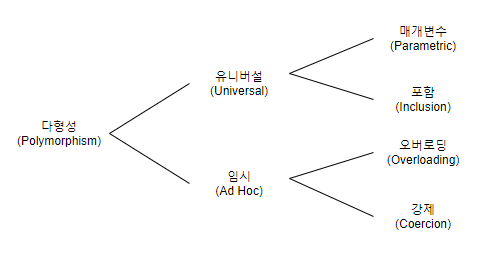 다형성
(Polymorphism)
유니버설
(Universal)
임시
(Ad Hoc)
매개변수
(Parametric)
포함
(Inclusion)
오버로딩
(Overloading)
강제
(Coercion)